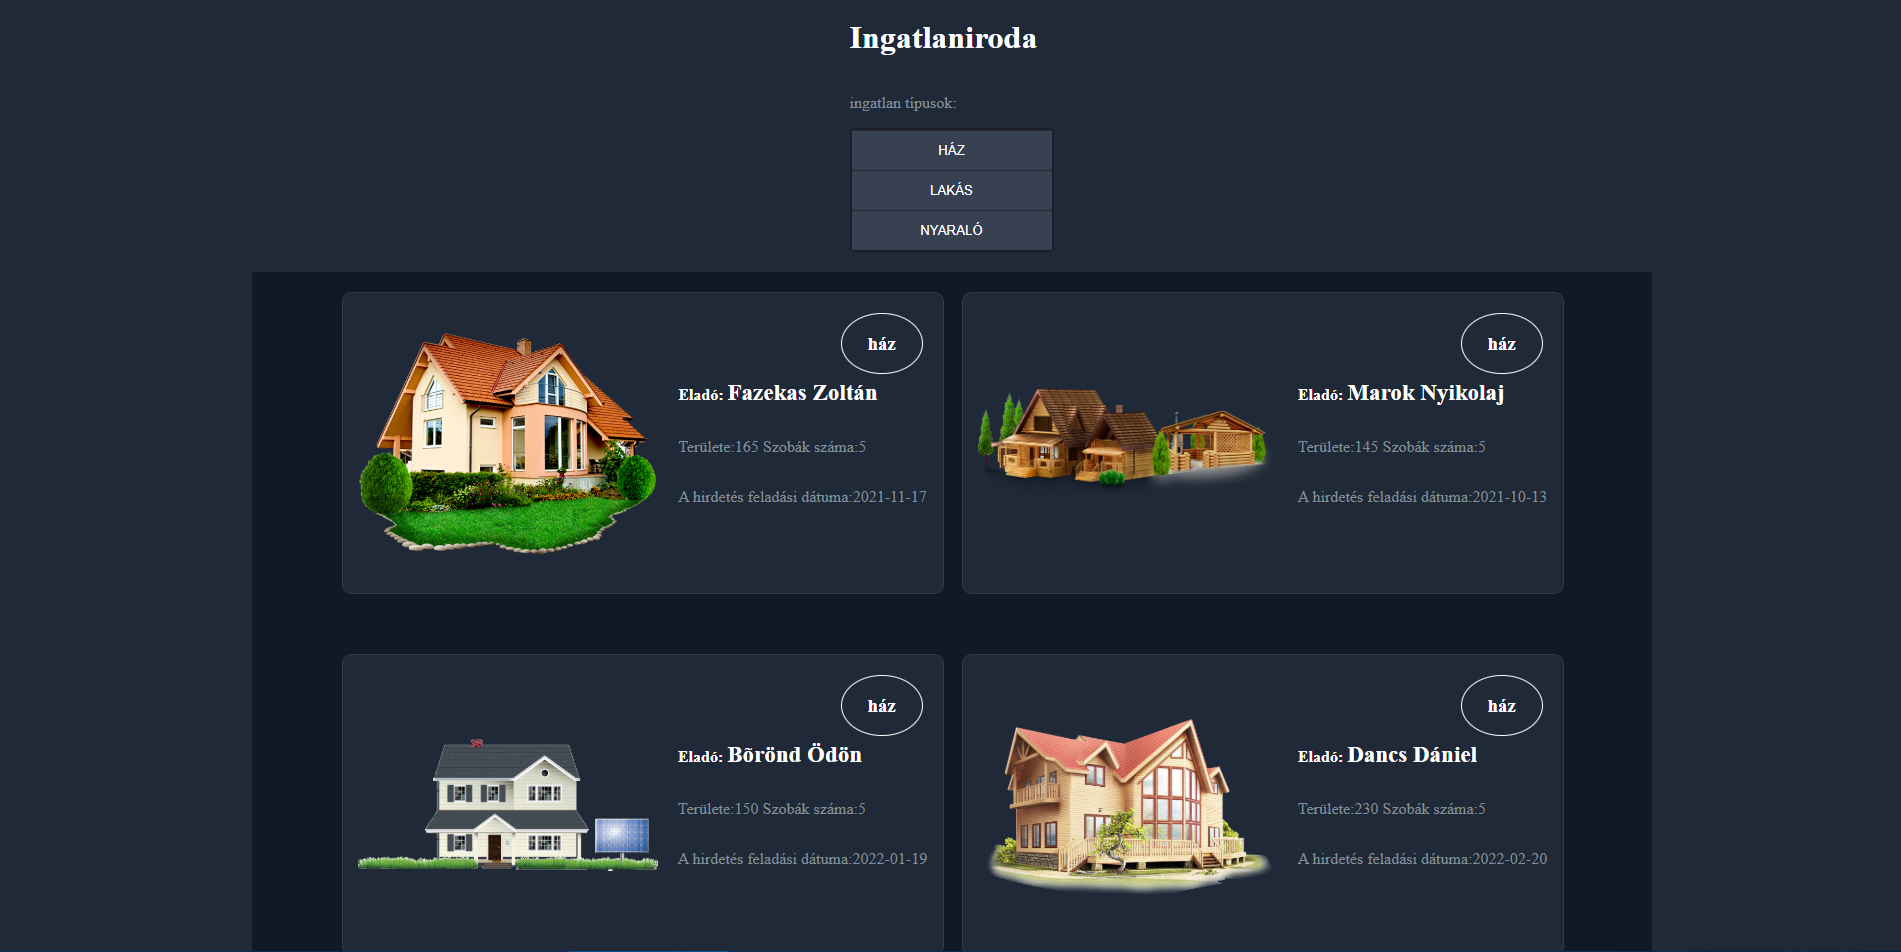 Ingatlaniroda
ingatlan típusok:
HÁZ
LAKÁS
NYARALÓ
ház
Eladó: Fazekas Zoltán
Területe:165 Szobák száma:5
A hirdetés feladási dátuma:2021-11-17
ház
Eladó: Marok Nyikolaj
Területe:145 Szobák száma:5
A hirdetés feladási dátuma:2021-10-13
ház
Eladó: Bõrönd Ödön
Területe:150 Szobák száma:5
A hirdetés feladási dátuma:2022-01-19
ház
Eladó: Dancs Dániel
Területe:230 Szobák száma:5
A hirdetés feladási dátuma:2022-02-20